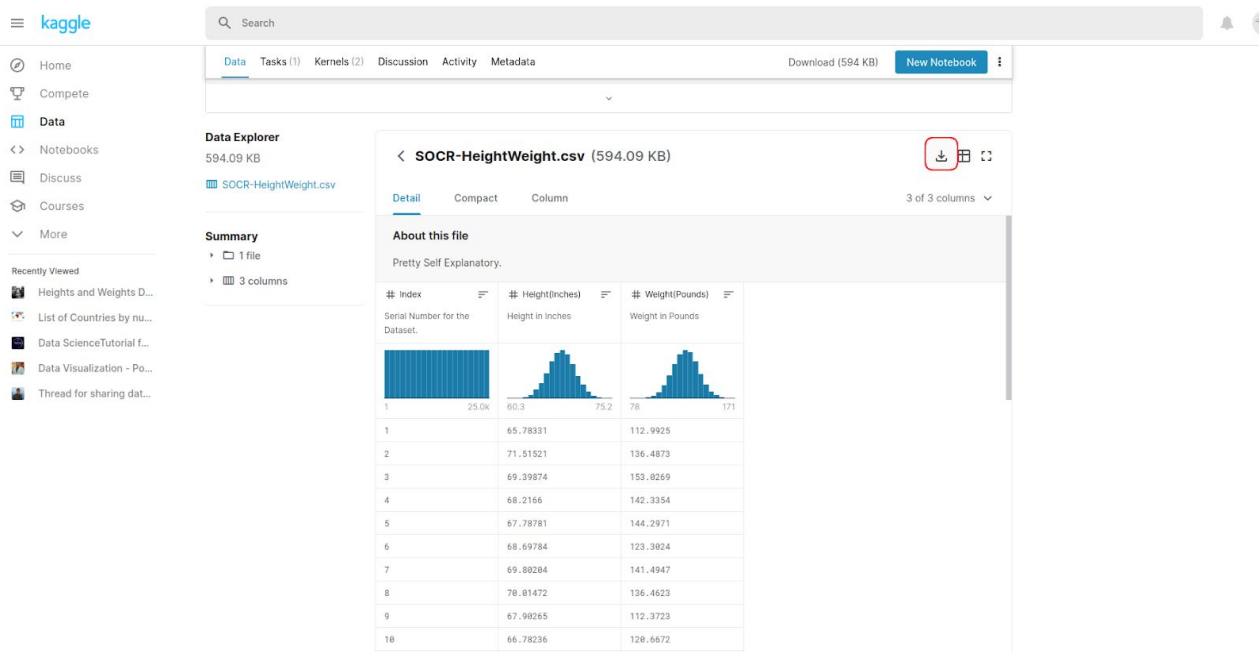 kaggle
Search
Home
Compete
Data
Notebooks
Discuss
Courses
More
Recently Viewed
Heights and Weights D...
List of Countries by nu...
Data ScienceTutorial f...
Data Visualization - Po...
Thread for sharing dat...
Data Tasks (1) Kernels (2) Discussion Activity Metadata Download (594 KB) New Notebook
Data Explorer
594.09 KB
SOCR-HeightWeight.csv
Summary
1 file
3 columns
SOCR-HeightWeight.csv (594.09 KB)
Detail Compact Column 3 of 3 columns
About this file
Pretty Self Explanatory.
# Index # Height(Inches) # Weight(Pounds)
Serial Number for the Dataset. Height in Inches Weight in Pounds
1 25.0k 60.3 75.2 78 171
1 65.78331 112.9925
2 71.51521 136.4873
3 69.39874 153.0269
4 68.2166 142.3354
5 67.78781 144.2971
6 68.69784 123.3024
7 69.80204 141.4947
8 70.01472 136.4623
9 67.90265 112.3723
10 66.78236 120.6672